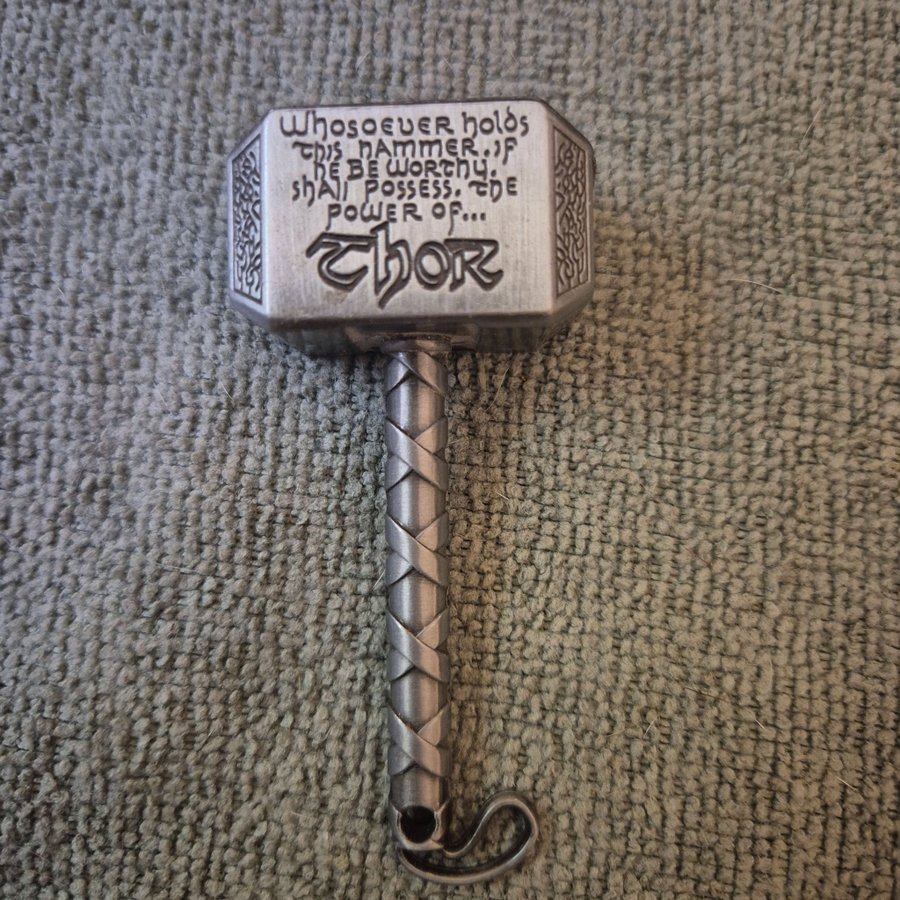 Whosoever holds
this hammer, if
he be worthy,
shall possess, the
power of...
Thor